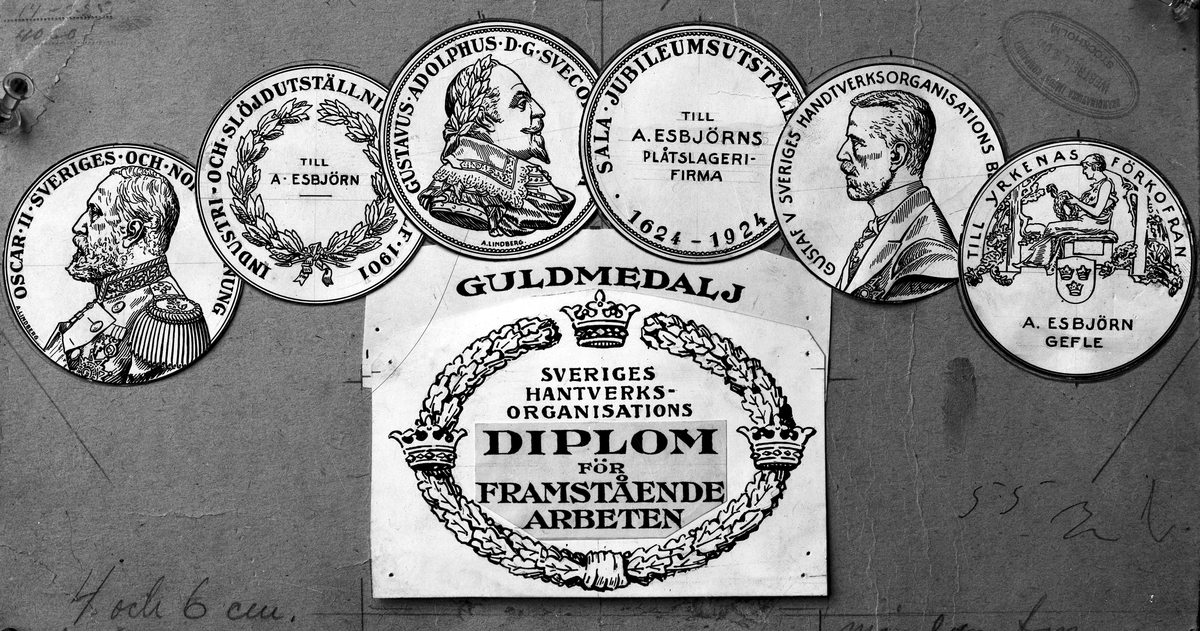 OSCAR·II·SVERIGES·OCH·NO
NUNG
INDUSTRI-OCH·SLÖJDUTSTÄLLNI
E·1901
TILL
A·ESBJÖRN
GUSTAVUS·ADOLPHUS·D·G·SVECO
A.LINDBERG·
SALA·JUBILEUMSUTSTÄL
TILL
A.ESBJÖRNS
PLÅTSLAGERI-
FIRMA
·1624-1924
GUSTAF V SVERIGES HANDTVERKSORGANISATIONS
TILL YRKENAS FÖRKOFRAN
A. ESBJÖRN
GEFLE
GULDMEDALJ
SVERIGES
HANTVERKS-
ORGANISATIONS
DIPLOM
FÖR
FRAMSTÅENDE
ARBETEN
4 och 6 cm.